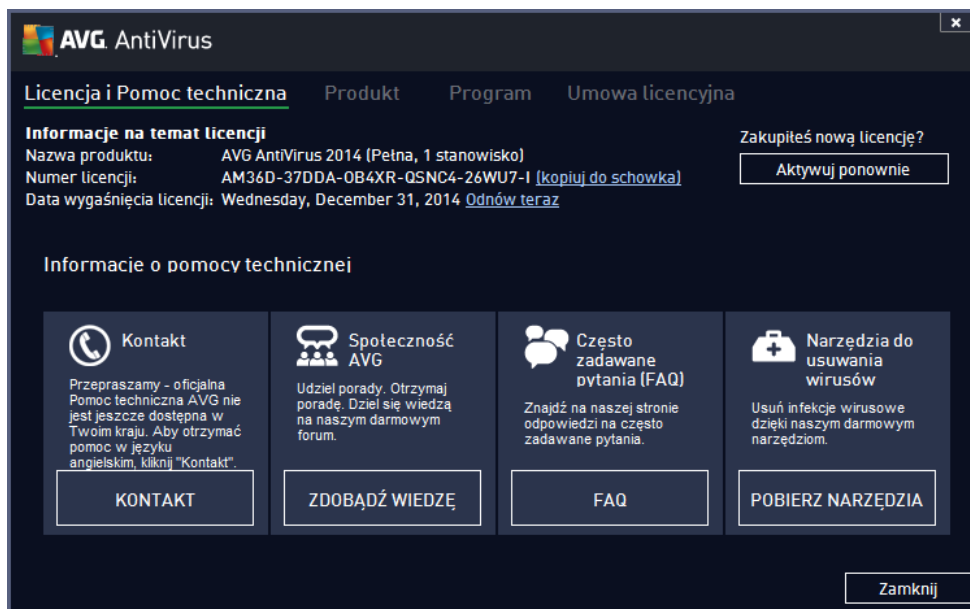 AVG. AntiVirus
x
Licencja i Pomoc techniczna Produkt Program Umowa licencyjna
Informacje na temat licencji
Zakupiłeś nową licencję?
Nazwa produktu: AVG AntiVirus 2014 (Pełna, 1 stanowisko)
Aktywuj ponownie
Numer licencji: AM36D-37DDA-OB4XR-QSNC4-26WU7-I (kopiuj do schowka)
Data wygaśnięcia licencji: Wednesday, December 31, 2014 Odnów teraz
Informacje o pomocy technicznej
Kontakt
Przepraszamy - oficjalna
Pomoc techniczna AVG nie
jest jeszcze dostępna w
Twoim kraju. Aby otrzymać
pomoc w języku
angielskim, kliknij "Kontakt".
KONTAKT
Społeczność
AVG
Udziel porady. Otrzymaj
poradę. Dziel się wiedzą
na naszym darmowym
forum.
ZDOBĄDŹ WIEDZĘ
Często
zadawane
pytania (FAQ)
Znajdź na naszej stronie
odpowiedzi na często
zadawane pytania.
FAQ
Narzędzia do
usuwania
wirusów
Usuń infekcje wirusowe
dzięki naszym darmowym
narzędziom.
POBIERZ NARZĘDZIA
Zamknij